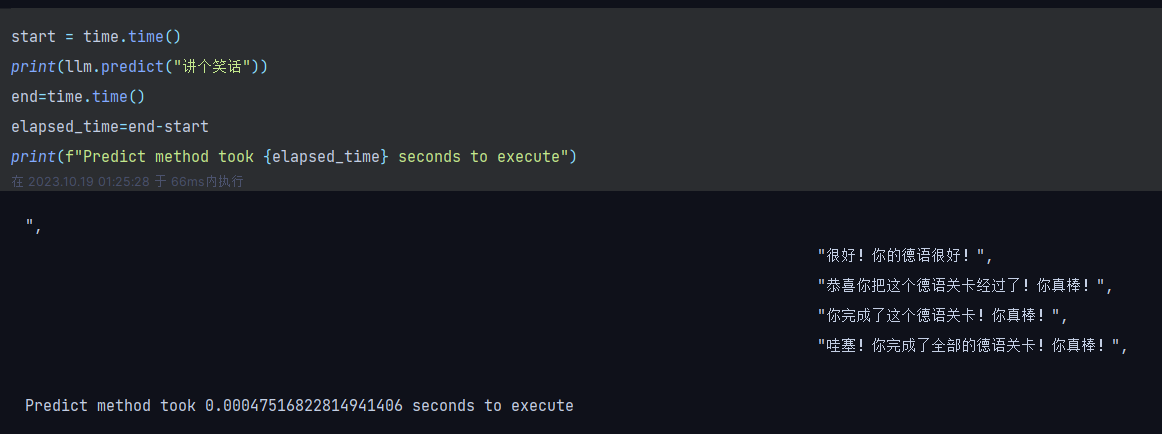 start = time.time()
print(llm.predict("讲个笑话"))
end=time.time()
elapsed_time=end-start
print(f"Predict method took {elapsed_time} seconds to execute")
在 2023.10.19 01:25:28 于 66ms内执行
",
"很好！你的德语很好！",
"恭喜你把这个德语关卡经过了！你真棒！",
"你完成了这个德语关卡！你真棒！",
"哇塞！你完成了全部的德语关卡！你真棒！",
Predict method took 0.00047516822814941406 seconds to execute